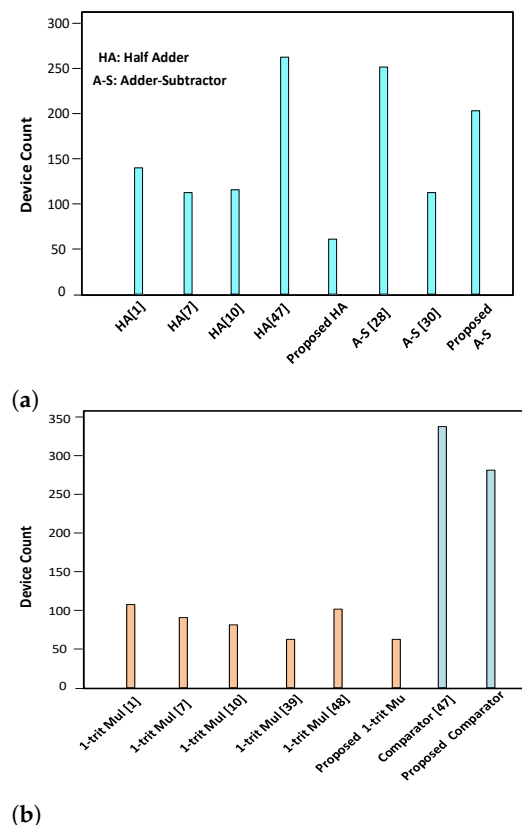 300
250
200
150
100
50
0
Device Count
HA: Half Adder
A-S: Adder-Subtractor
HA[1]
HA[7]
HA[10]
HA[47]
Proposed HA
A-S [28]
A-S [30]
Proposed
A-S
(a)
350
300
250
200
150
100
50
0
Device Count
1-trit Mul [1]
1-trit Mul [7]
1-trit Mul [10]
1-trit Mul [39]
1-trit Mul [48]
Proposed 1-trit Mu
Comparator [47]
Proposed Comparator
(b)